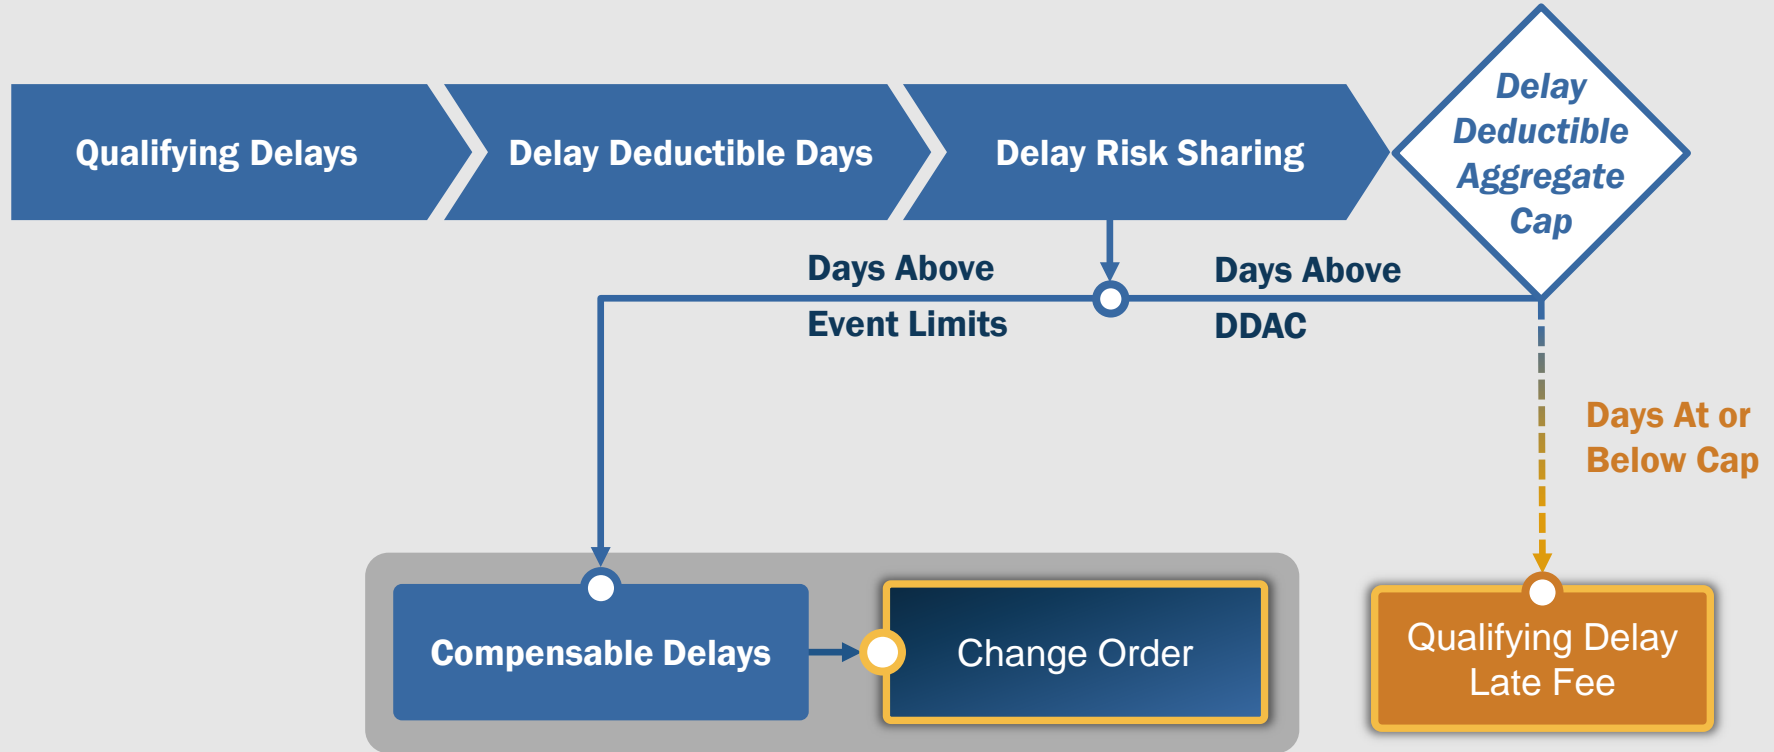 Qualifying Delays
Delay Deductible Days
Delay Risk Sharing
Delay
Deductible
Aggregate
Cap
Days Above
Event Limits
Days Above
DDAC
Days At or
Below Cap
Compensable Delays
Change Order
Qualifying Delay
Late Fee